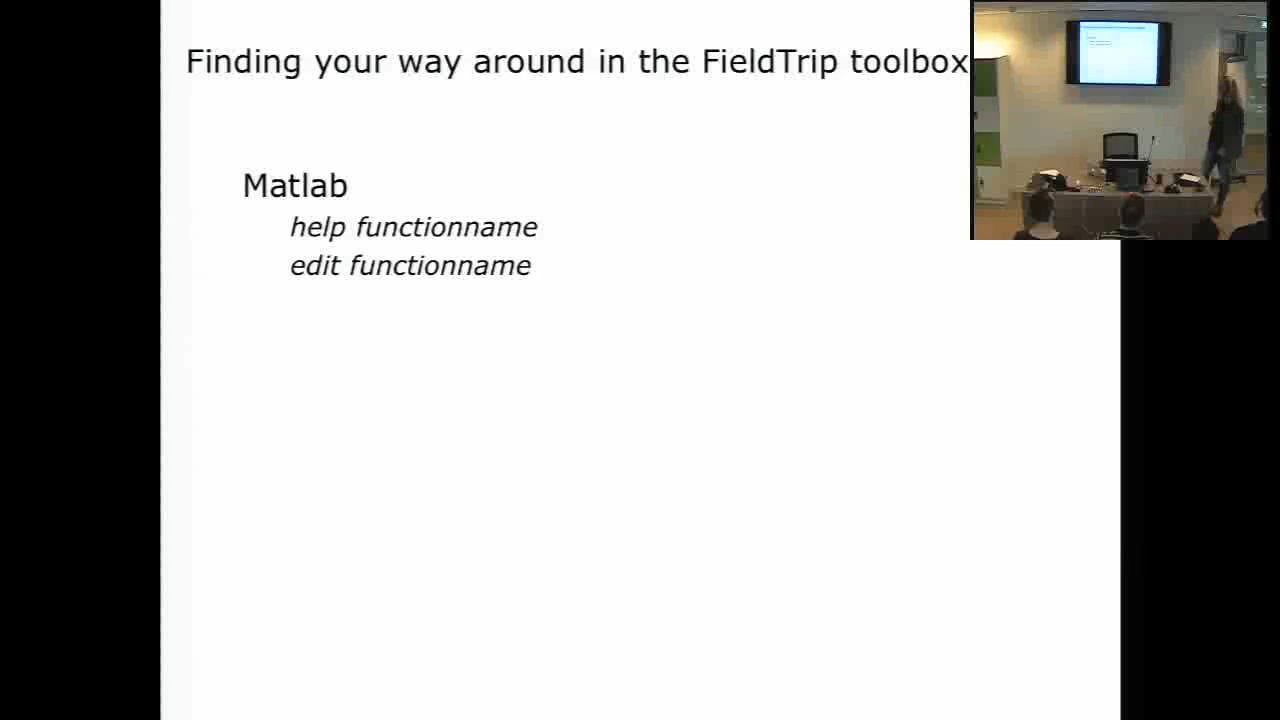 Finding your way around in the FieldTrip toolbox
Matlab
help functionname
edit functionname